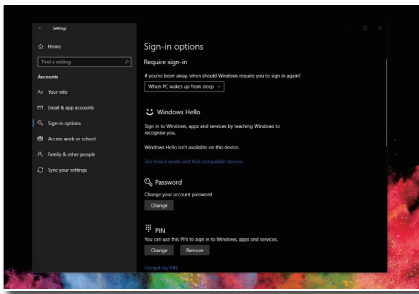 Settings
Home
Find a setting
Accounts
Your info
Email & app accounts
Sign-in options
Access work or school
Family & other people
Sync your settings
Sign-in options
Require sign-in
If you've been away, when should Windows require you to sign in again?
When PC wakes up from sleep
Windows Hello
Sign in to Windows, apps and services by teaching Windows to
recognise you.
Windows Hello isn't available on this device.
See how it works and find compatible devices.
Password
Change your account password
Change
PIN
You can use this PIN to sign in to Windows, apps and services.
Change Remove
I forgot my PIN